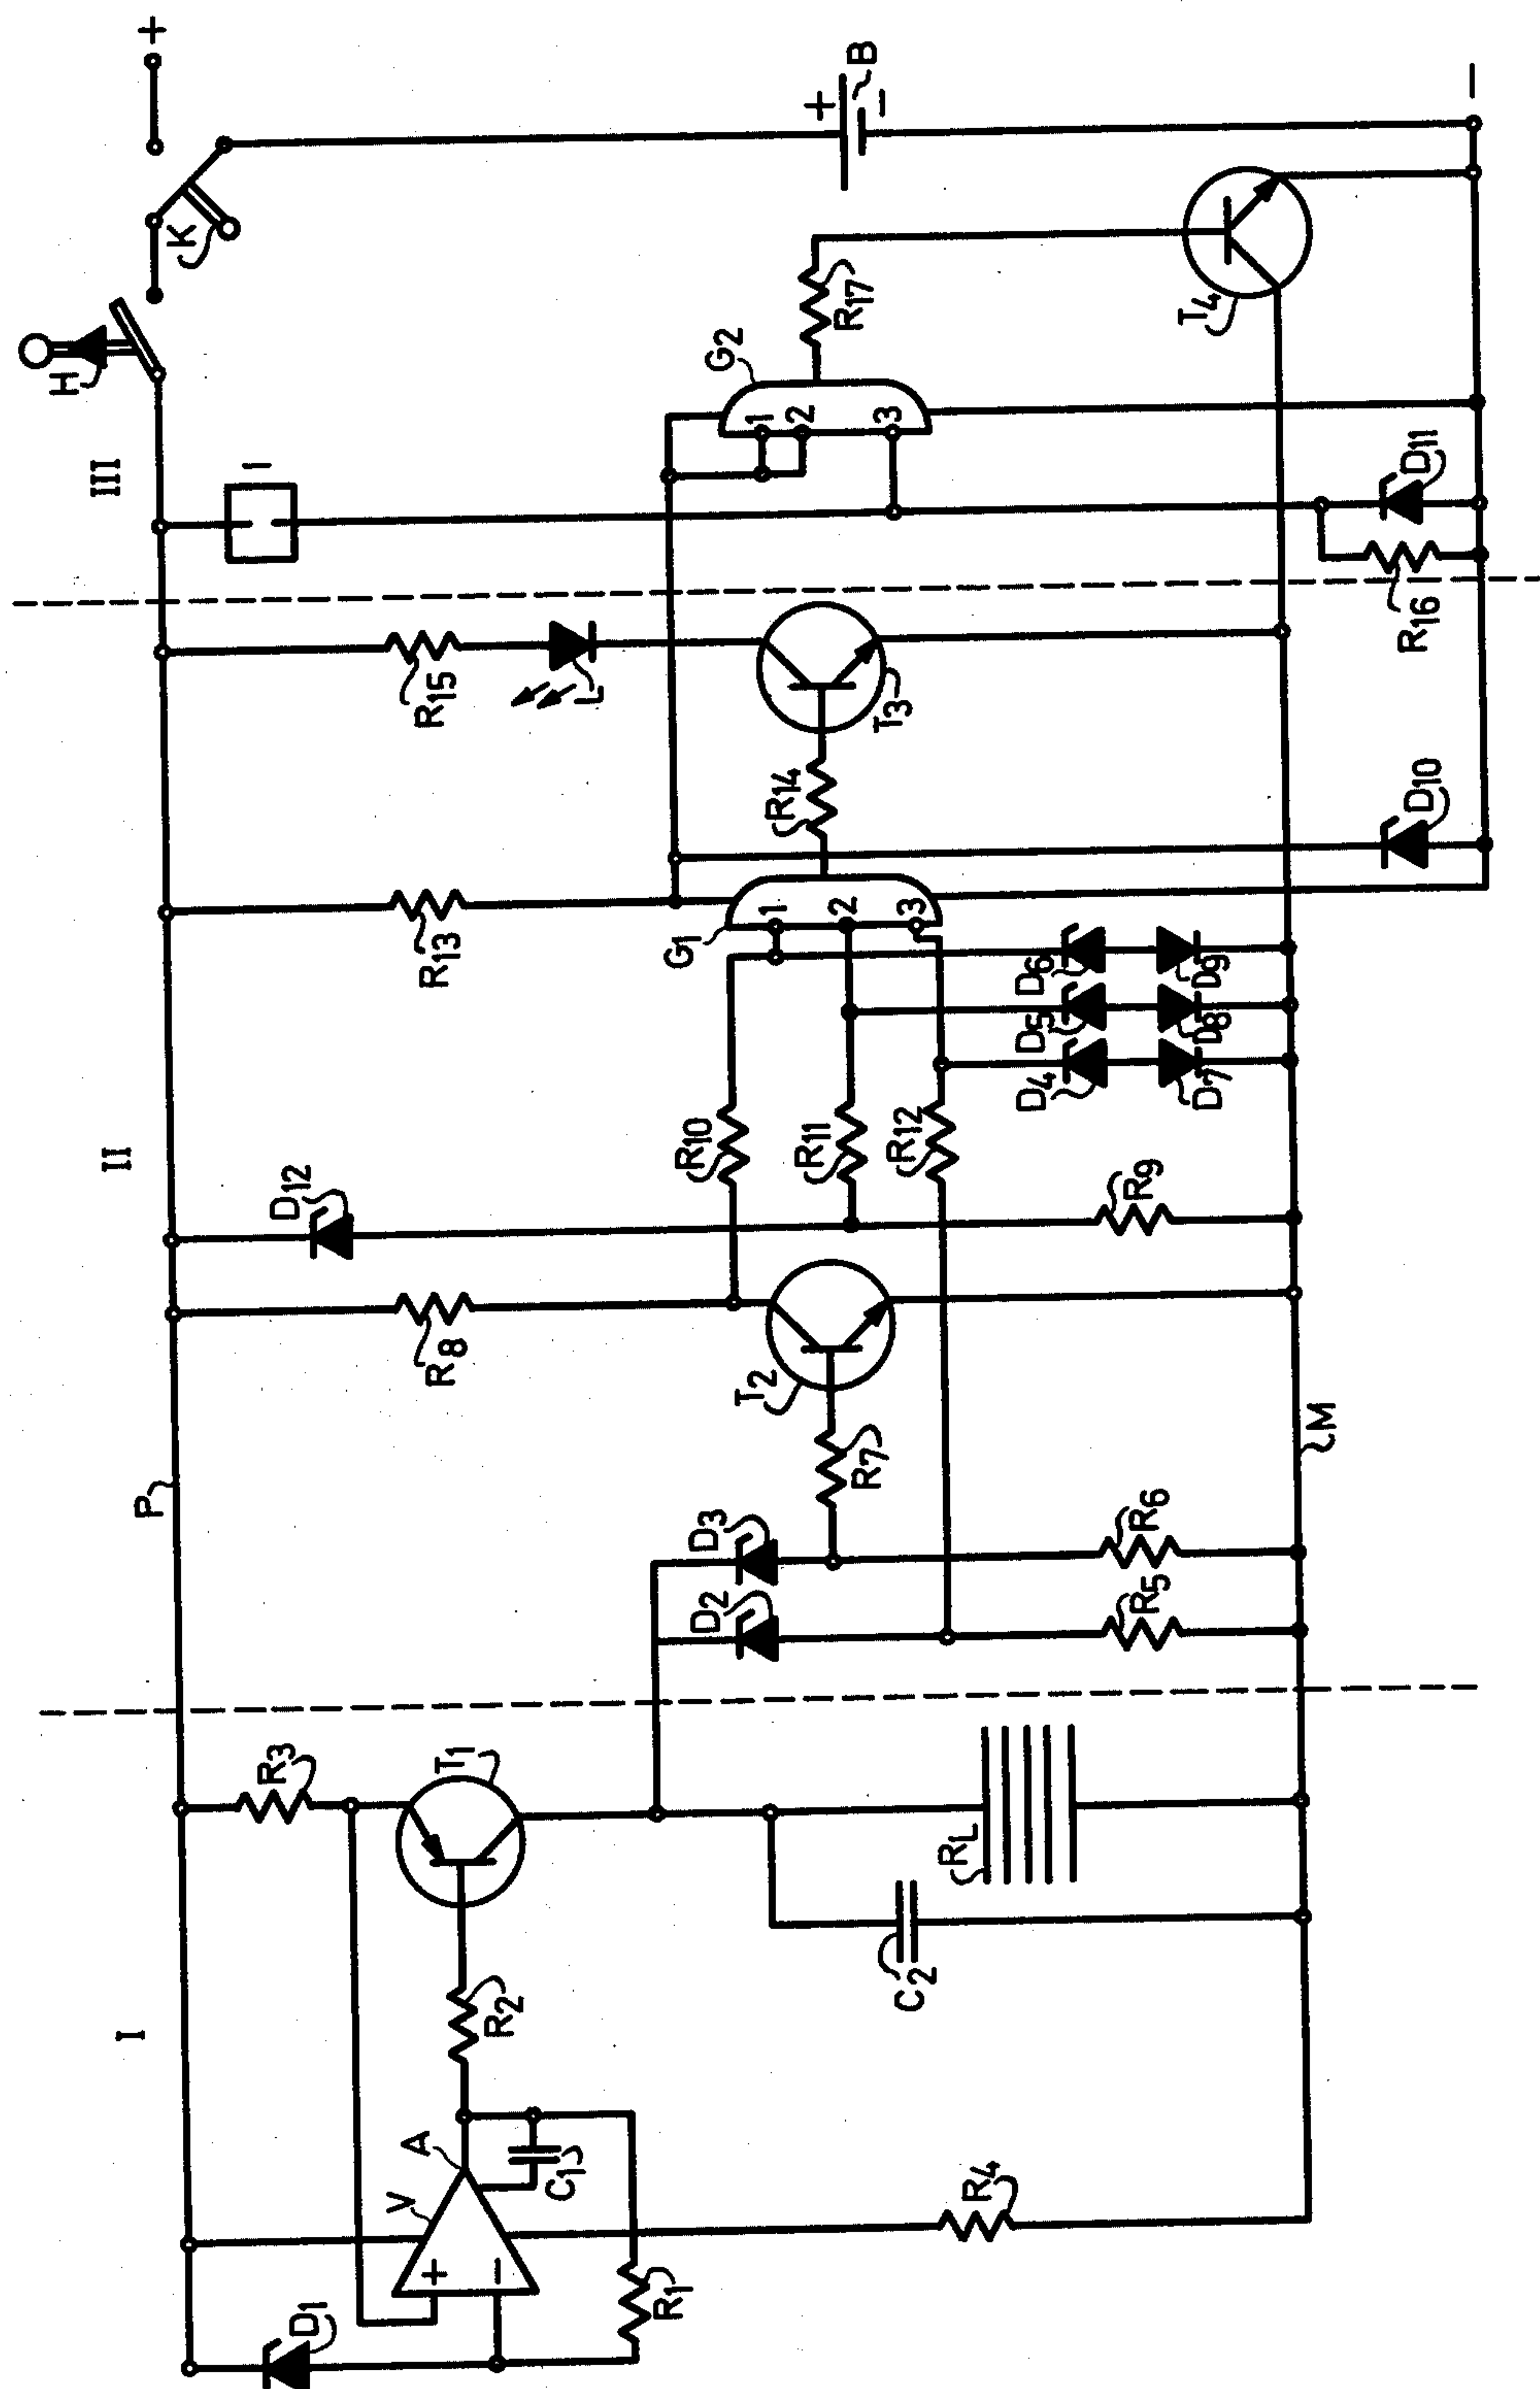 I
II
III
P
M
H
K
+
−
B
+
−
D1
V
A
+
−
C1
R1
R2
R3
R4
T1
C2
RL
D2
D3
R5
R6
R7
T2
R8
D12
R9
R10
R11
R12
D4
D5
D6
D7
D8
D9
G1
1
2
3
R13
R14
D10
T3
R15
L
I
R16
D11
G2
1
2
3
R17
T4